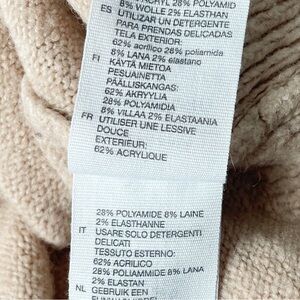 ACRYL 28% POLYAMID
8% WOLLE 2% ELASTHAN
ES UTILIZAR UN DETERGENTE
PARA PRENDAS DELICADAS
TELA EXTERIOR:
62% acrílico 28% poliamida
8% LANA 2% elastano
FI KÄYTÄ MIETOA
PESUAINETTA
PÄÄLLISKANGAS:
62% AKRYYLIA
28% POLYAMIDIA
8% VILLAA 2% ELASTAANIA
FR UTILISER UNE LESSIVE
DOUCE
EXTERIEUR:
62% ACRYLIQUE
28% POLYAMIDE 8% LAINE
2% ELASTHANNE
IT USARE SOLO DETERGENTI
DELICATI
TESSUTO ESTERNO:
62% ACRILICO
28% POLIAMMIDE 8% LANA
2% ELASTAN
NL GEBRUIK EEN